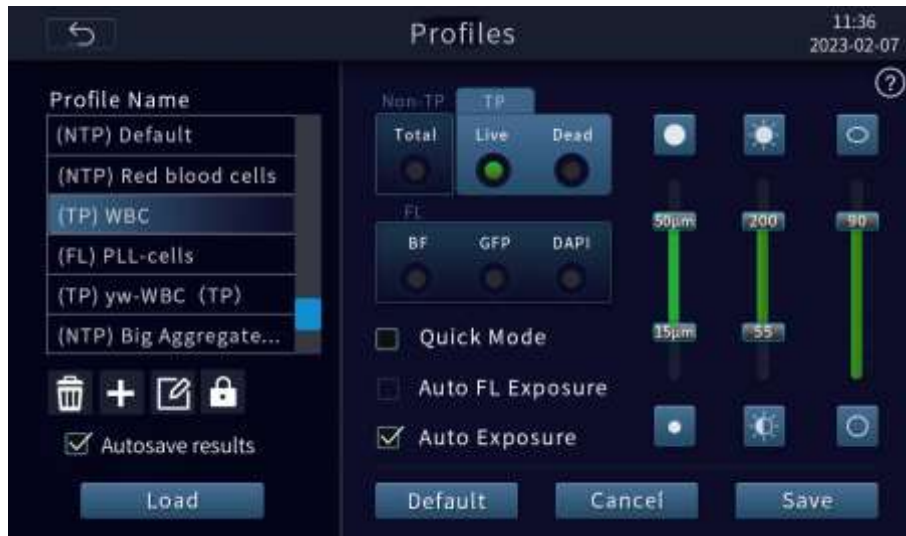 Profiles
11:36
2023-02-07
?
Profile Name
(NTP) Default
(NTP) Red blood cells
(TP) WBC
(FL) PLL-cells
(TP) yw-WBC（TP）
(NTP) Big Aggregate...
Autosave results
Load
Non-TP TP
Total Live Dead
FL
BF GFP DAPI
Quick Mode
Auto FL Exposure
Auto Exposure
50μm 200 90
15μm 55
Default Cancel Save